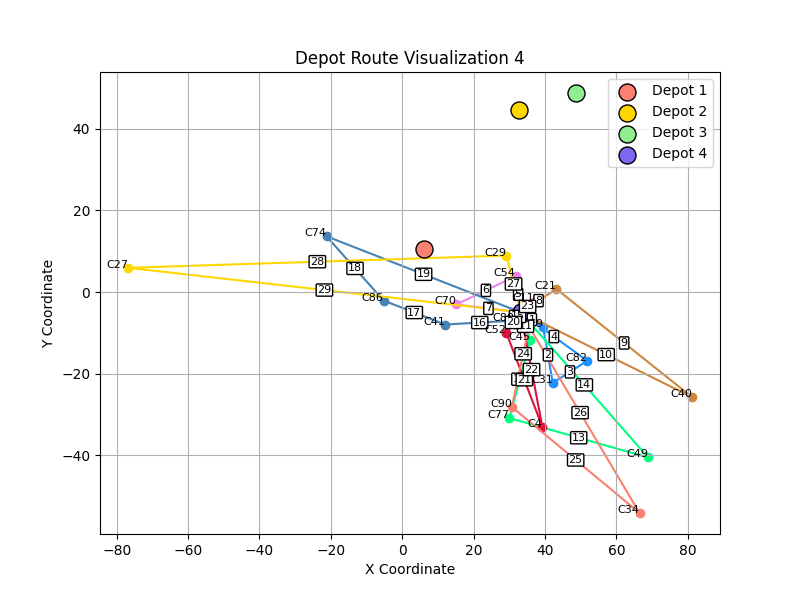 Depot Route Visualization 4
Depot 1
Depot 2
Depot 3
Depot 4
40
20
0
−20
−40
Y Coordinate
−80
−60
−40
−20
0
20
40
60
80
X Coordinate
C74
C29
C27
C54
C21
C86
C70
C41
C52
C45
C82
C31
C40
C90
C77
C4
C49
C34
28
18
19
29
17
16
6
7
27
8
23
20
4
9
10
24
2
3
22
21
14
26
13
25